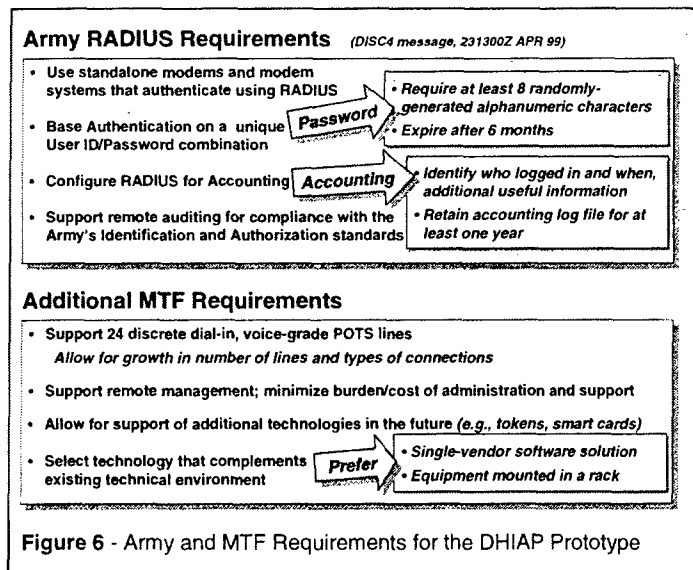 Army RADIUS Requirements (DISC4 message, 231300Z APR 99)
• Use standalone modems and modem
systems that authenticate using RADIUS
• Base Authentication on a unique
User ID/Password combination
Password
• Require at least 8 randomly-
generated alphanumeric characters
• Expire after 6 months
• Configure RADIUS for Accounting
• Support remote auditing for compliance with the
Army's Identification and Authorization standards
Accounting
• Identify who logged in and when,
additional useful information
• Retain accounting log file for at
least one year
Additional MTF Requirements
• Support 24 discrete dial-in, voice-grade POTS lines
Allow for growth in number of lines and types of connections
• Support remote management; minimize burden/cost of administration and support
• Allow for support of additional technologies in the future (e.g., tokens, smart cards)
• Select technology that complements
existing technical environment
Prefer
• Single-vendor software solution
• Equipment mounted in a rack
Figure 6 - Army and MTF Requirements for the DHIAP Prototype